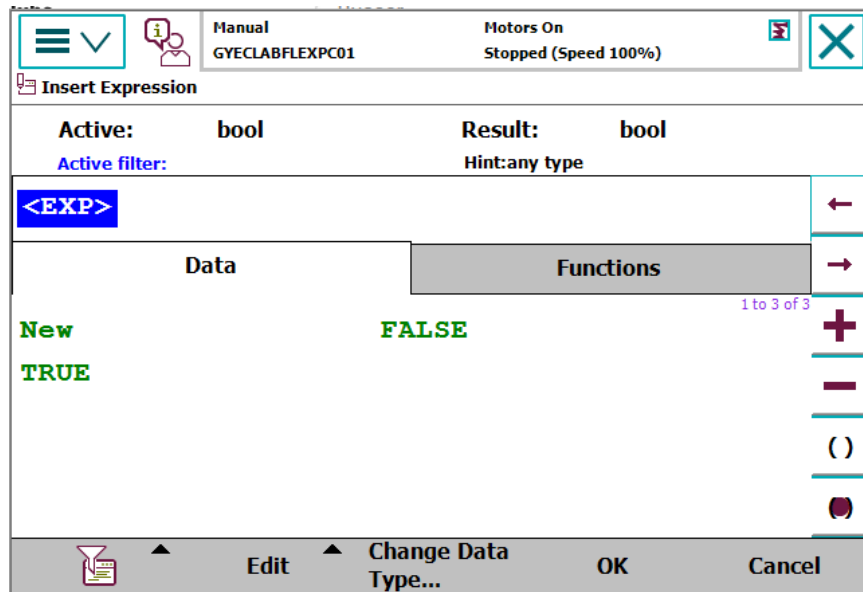 Manual
Motors On
GYECLABFLEXPC01
Stopped (Speed 100%)
Insert Expression
Active: bool
Result: bool
Active filter:
Hint:any type
<EXP>
Data
Functions
1 to 3 of 3
New
FALSE
TRUE
( )
Edit
Change Data
Type...
OK
Cancel